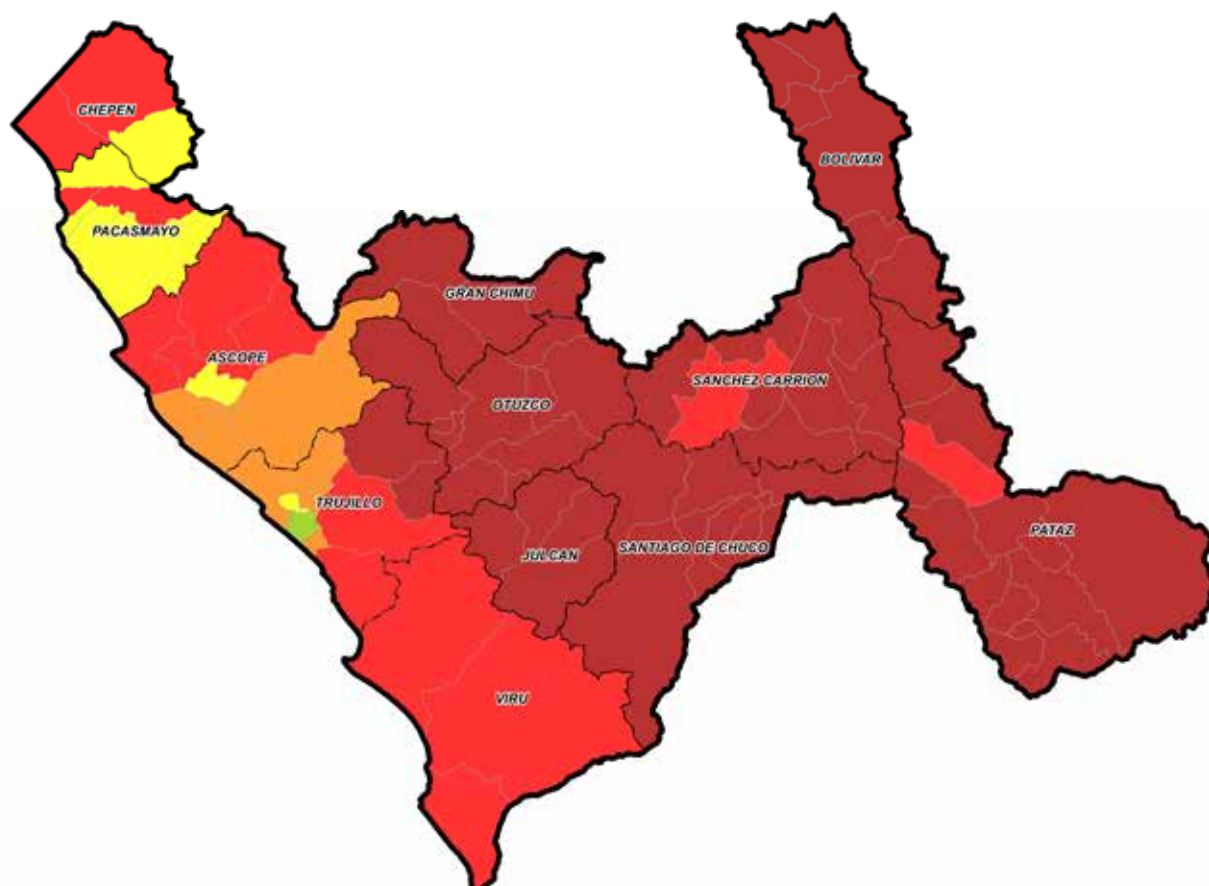 CHEPEN
BOLIVAR
PACASMAYO
GRAN CHIMU
ASCOPE
SANCHEZ CARRION
OTUZCO
TRUJILLO
PATAZ
JULCAN
SANTIAGO DE CHUCO
VIRU